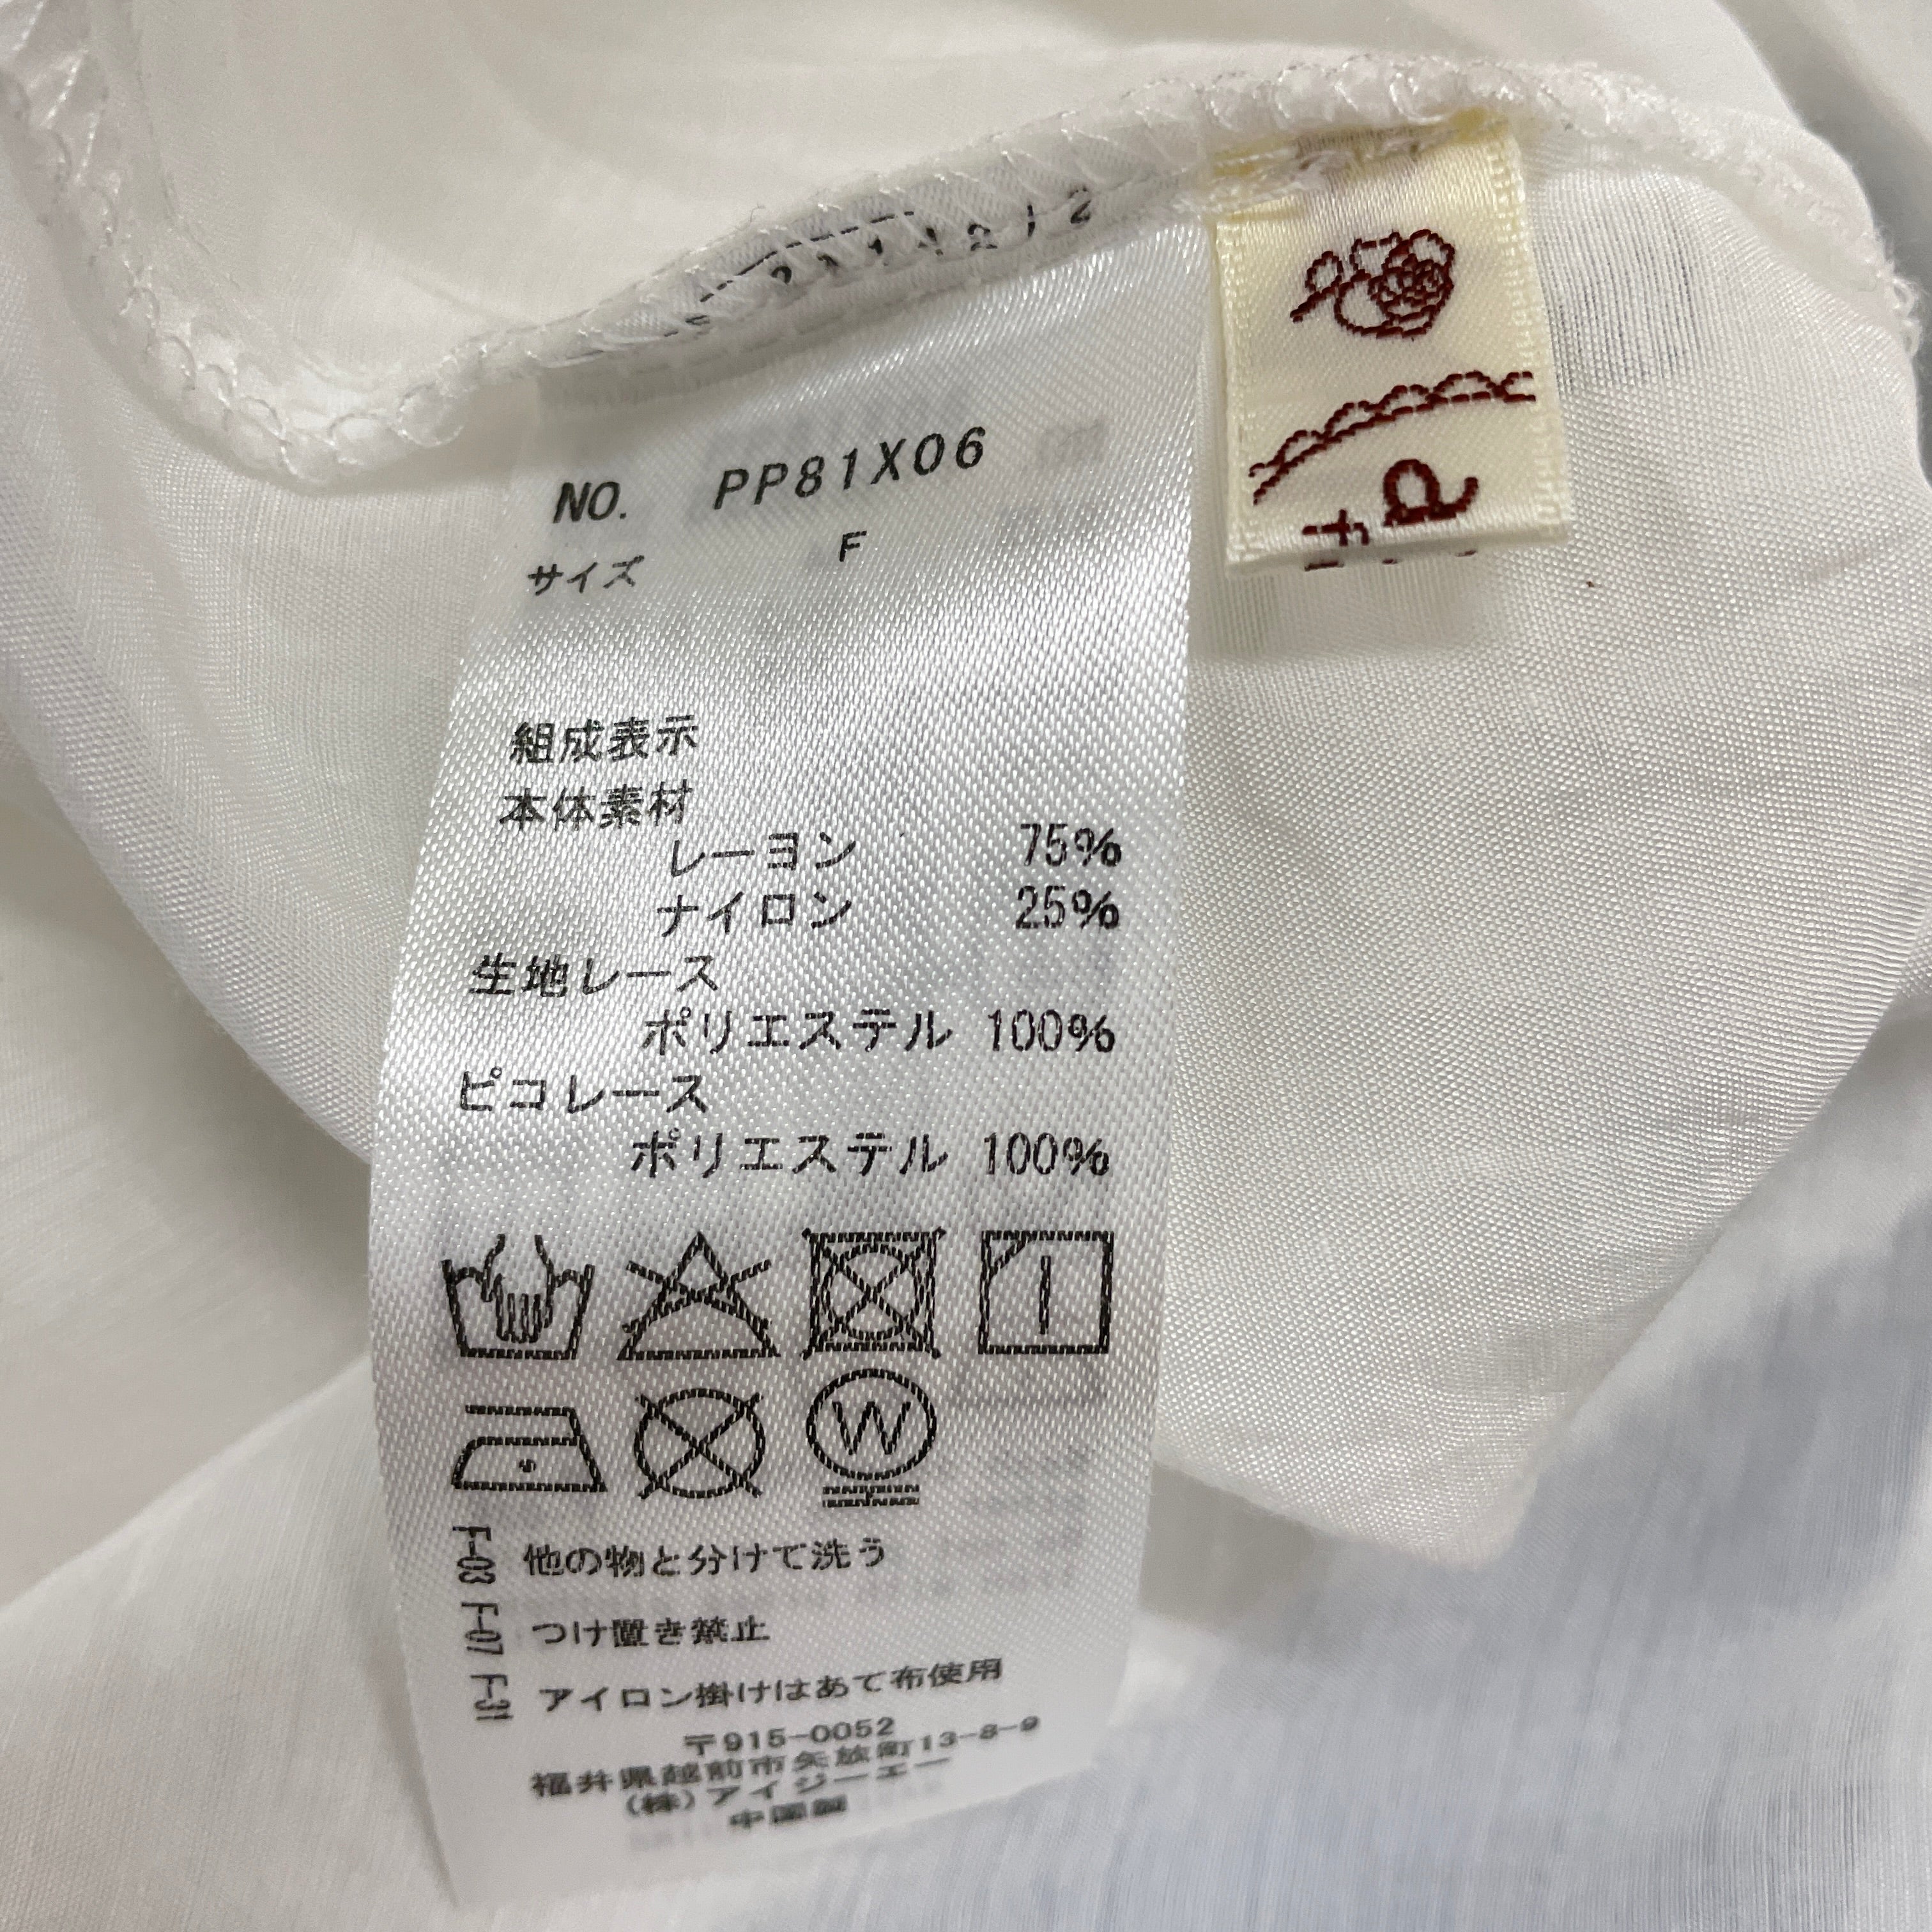 NO. PP81X06
サイズ F
組成表示
本体素材
レーヨン 75%
ナイロン 25%
生地レース
ポリエステル 100%
ピコレース
ポリエステル 100%
W
F-03 他の物と分けて洗う
F-07 つけ置き禁止
F-31 アイロン掛けはあて布使用
〒915-0052
福井県越前市矢放町13-8-9
(株)アイジーエー
中国製